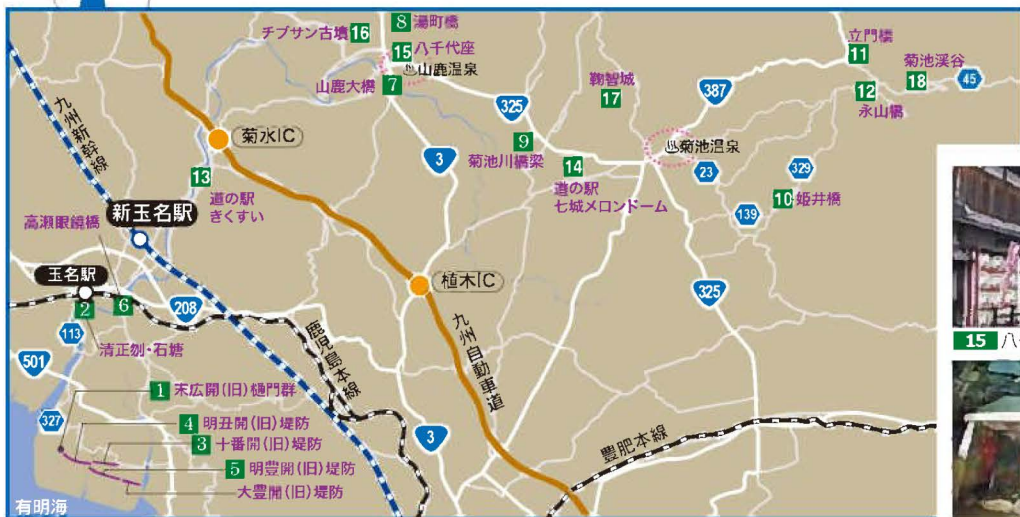 8 湯町橋
チブサン古墳 16
15 八千代座
山鹿温泉
山鹿大橋 7
立門橋
11
菊池渓谷
18
45
12
永山橋
鞠智城
17
387
325
九州新幹線
菊水IC
3
9
菊池川橋梁
14
道の駅
七城メロンドーム
菊池温泉
23
329
10 姫井橋
139
13
道の駅
きくすい
新玉名駅
高瀬眼鏡橋
玉名駅
2
6
208
植木IC
325
113
清正刎・石塘
501
鹿児島本線
九州自動車道
327
1 末広開(旧)樋門群
4 明丑開(旧)堤防
3 十番開(旧)堤防
5 明豊開(旧)堤防
大豊開(旧)堤防
3
豊肥本線
有明海
15 八